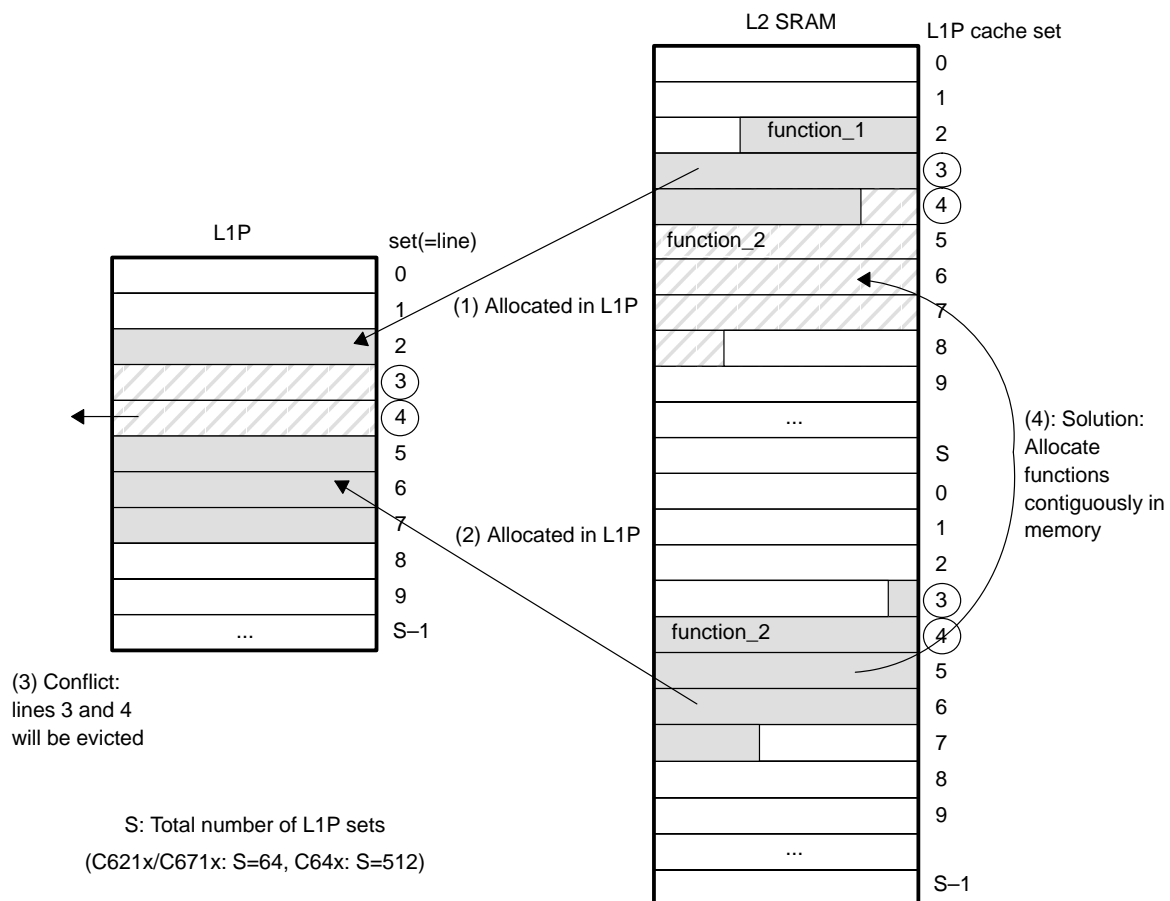 L2 SRAM
L1P cache set
0
1
function_1
2
3
4
function_2
5
6
7
8
9
...
S
0
1
2
3
function_2
4
5
6
7
8
9
...
S–1
L1P
set(=line)
0
1
2
3
4
5
6
7
8
9
...
S–1
(1) Allocated in L1P
(2) Allocated in L1P
(3) Conflict:
lines 3 and 4
will be evicted
(4): Solution:
Allocate
functions
contiguously in
memory
S: Total number of L1P sets
(C621x/C671x: S=64, C64x: S=512)